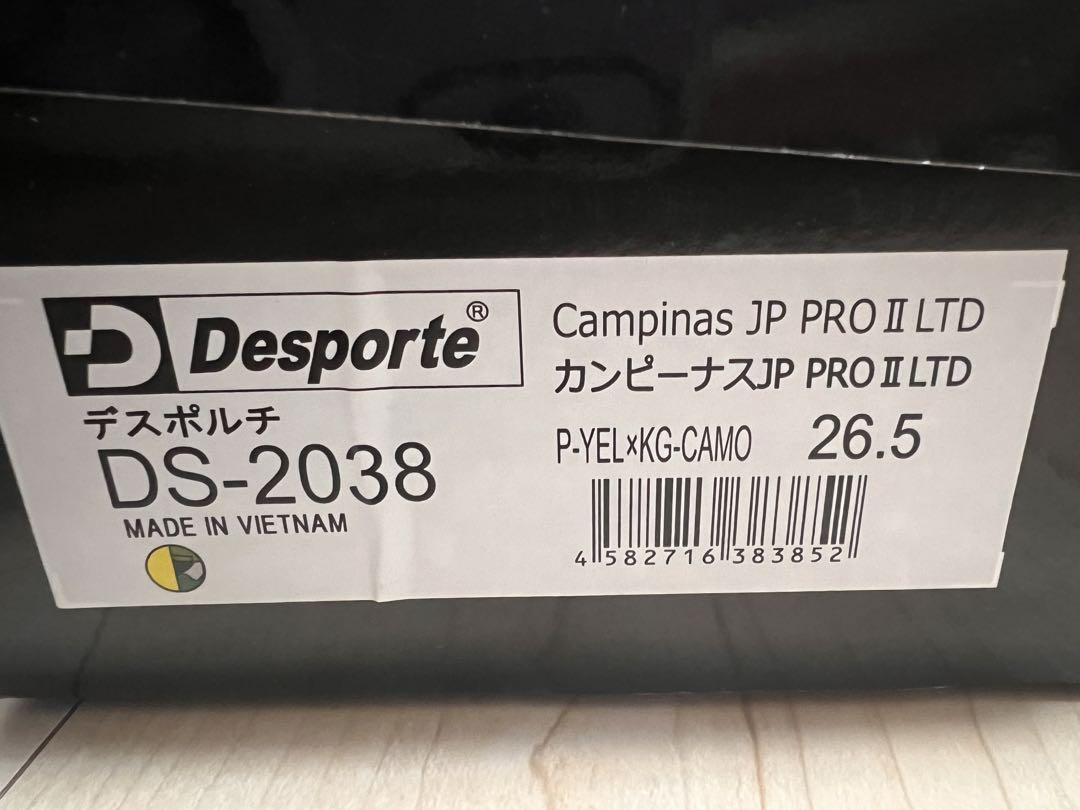 Desporte®
デスポルチ
DS-2038
MADE IN VIETNAM
Campinas JP PRO Ⅱ LTD
カンピーナスJP PRO Ⅱ LTD
P-YEL×KG-CAMO 26.5
4 582716 383852